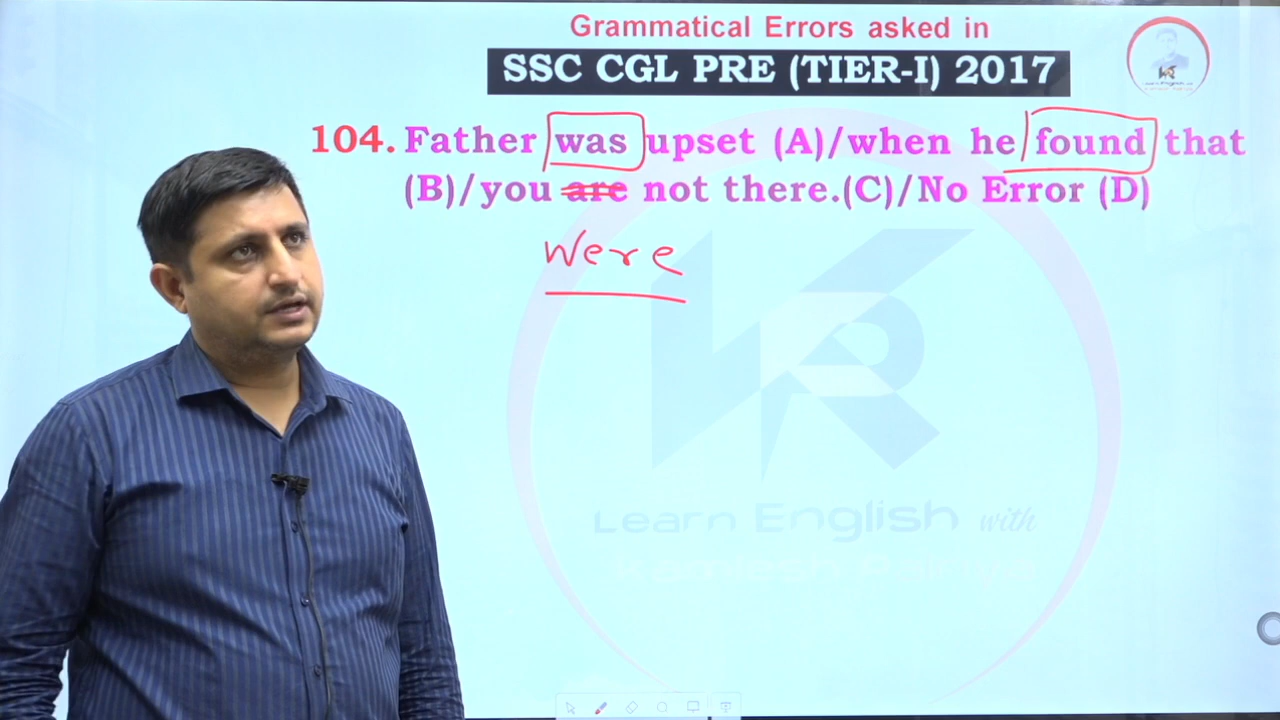 Grammatical Errors asked in
SSC CGL PRE (TIER-I) 2017
104. Father was upset (A)/when he found that
(B)/you are not there.(C)/No Error (D)
Were
Learn English with